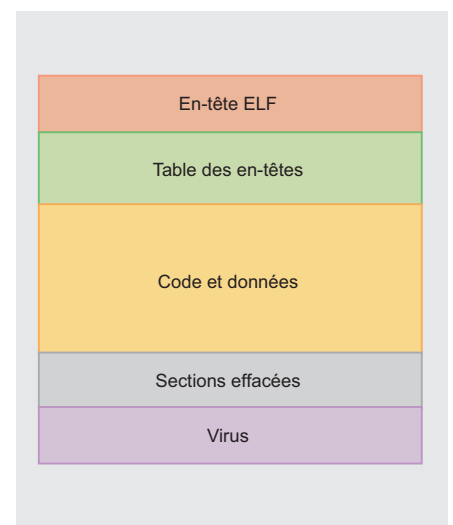 En-tête ELF
Table des en-têtes
Code et données
Sections effacées
Virus